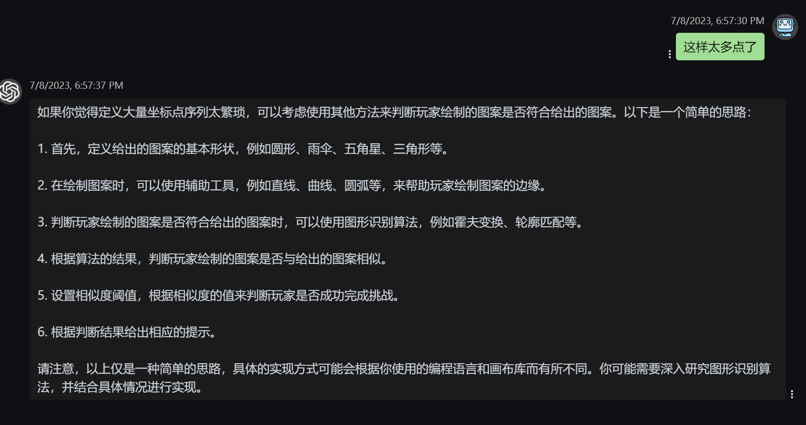 7/8/2023, 6:57:30 PM
这样太多点了
7/8/2023, 6:57:37 PM
如果你觉得定义大量坐标点序列太繁琐，可以考虑使用其他方法来判断玩家绘制的图案是否符合给出的图案。以下是一个简单的思路：
1. 首先，定义给出的图案的基本形状，例如圆形、雨伞、五角星、三角形等。
2. 在绘制图案时，可以使用辅助工具，例如直线、曲线、圆弧等，来帮助玩家绘制图案的边缘。
3. 判断玩家绘制的图案是否符合给出的图案时，可以使用图形识别算法，例如霍夫变换、轮廓匹配等。
4. 根据算法的结果，判断玩家绘制的图案是否与给出的图案相似。
5. 设置相似度阈值，根据相似度的值来判断玩家是否成功完成挑战。
6. 根据判断结果给出相应的提示。
请注意，以上仅是一种简单的思路，具体的实现方式可能会根据你使用的编程语言和画布库而有所不同。你可能需要深入研究图形识别算
法，并结合具体情况进行实现。